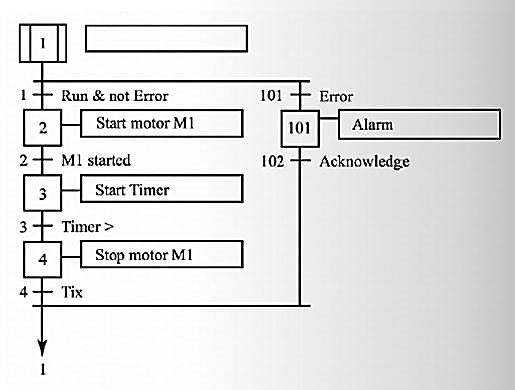 1
1 Run & not Error
101 Error
2 Start motor M1
101 Alarm
2 M1 started
102 Acknowledge
3 Start Timer
3 Timer >
4 Stop motor M1
4 Tix
1